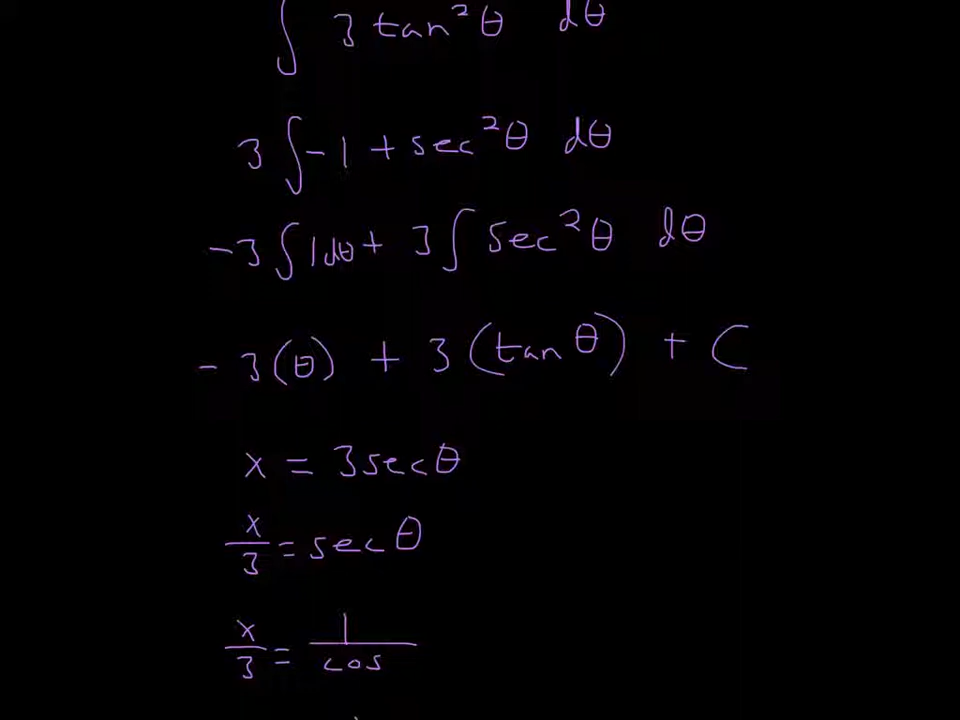 ∫ 3 tan²θ dθ
3 ∫ -1 + sec²θ dθ
-3 ∫ 1dθ + 3 ∫ sec²θ dθ
-3(θ) + 3(tanθ) + C
x = 3secθ
x/3 = secθ
x/3 = 1/cos